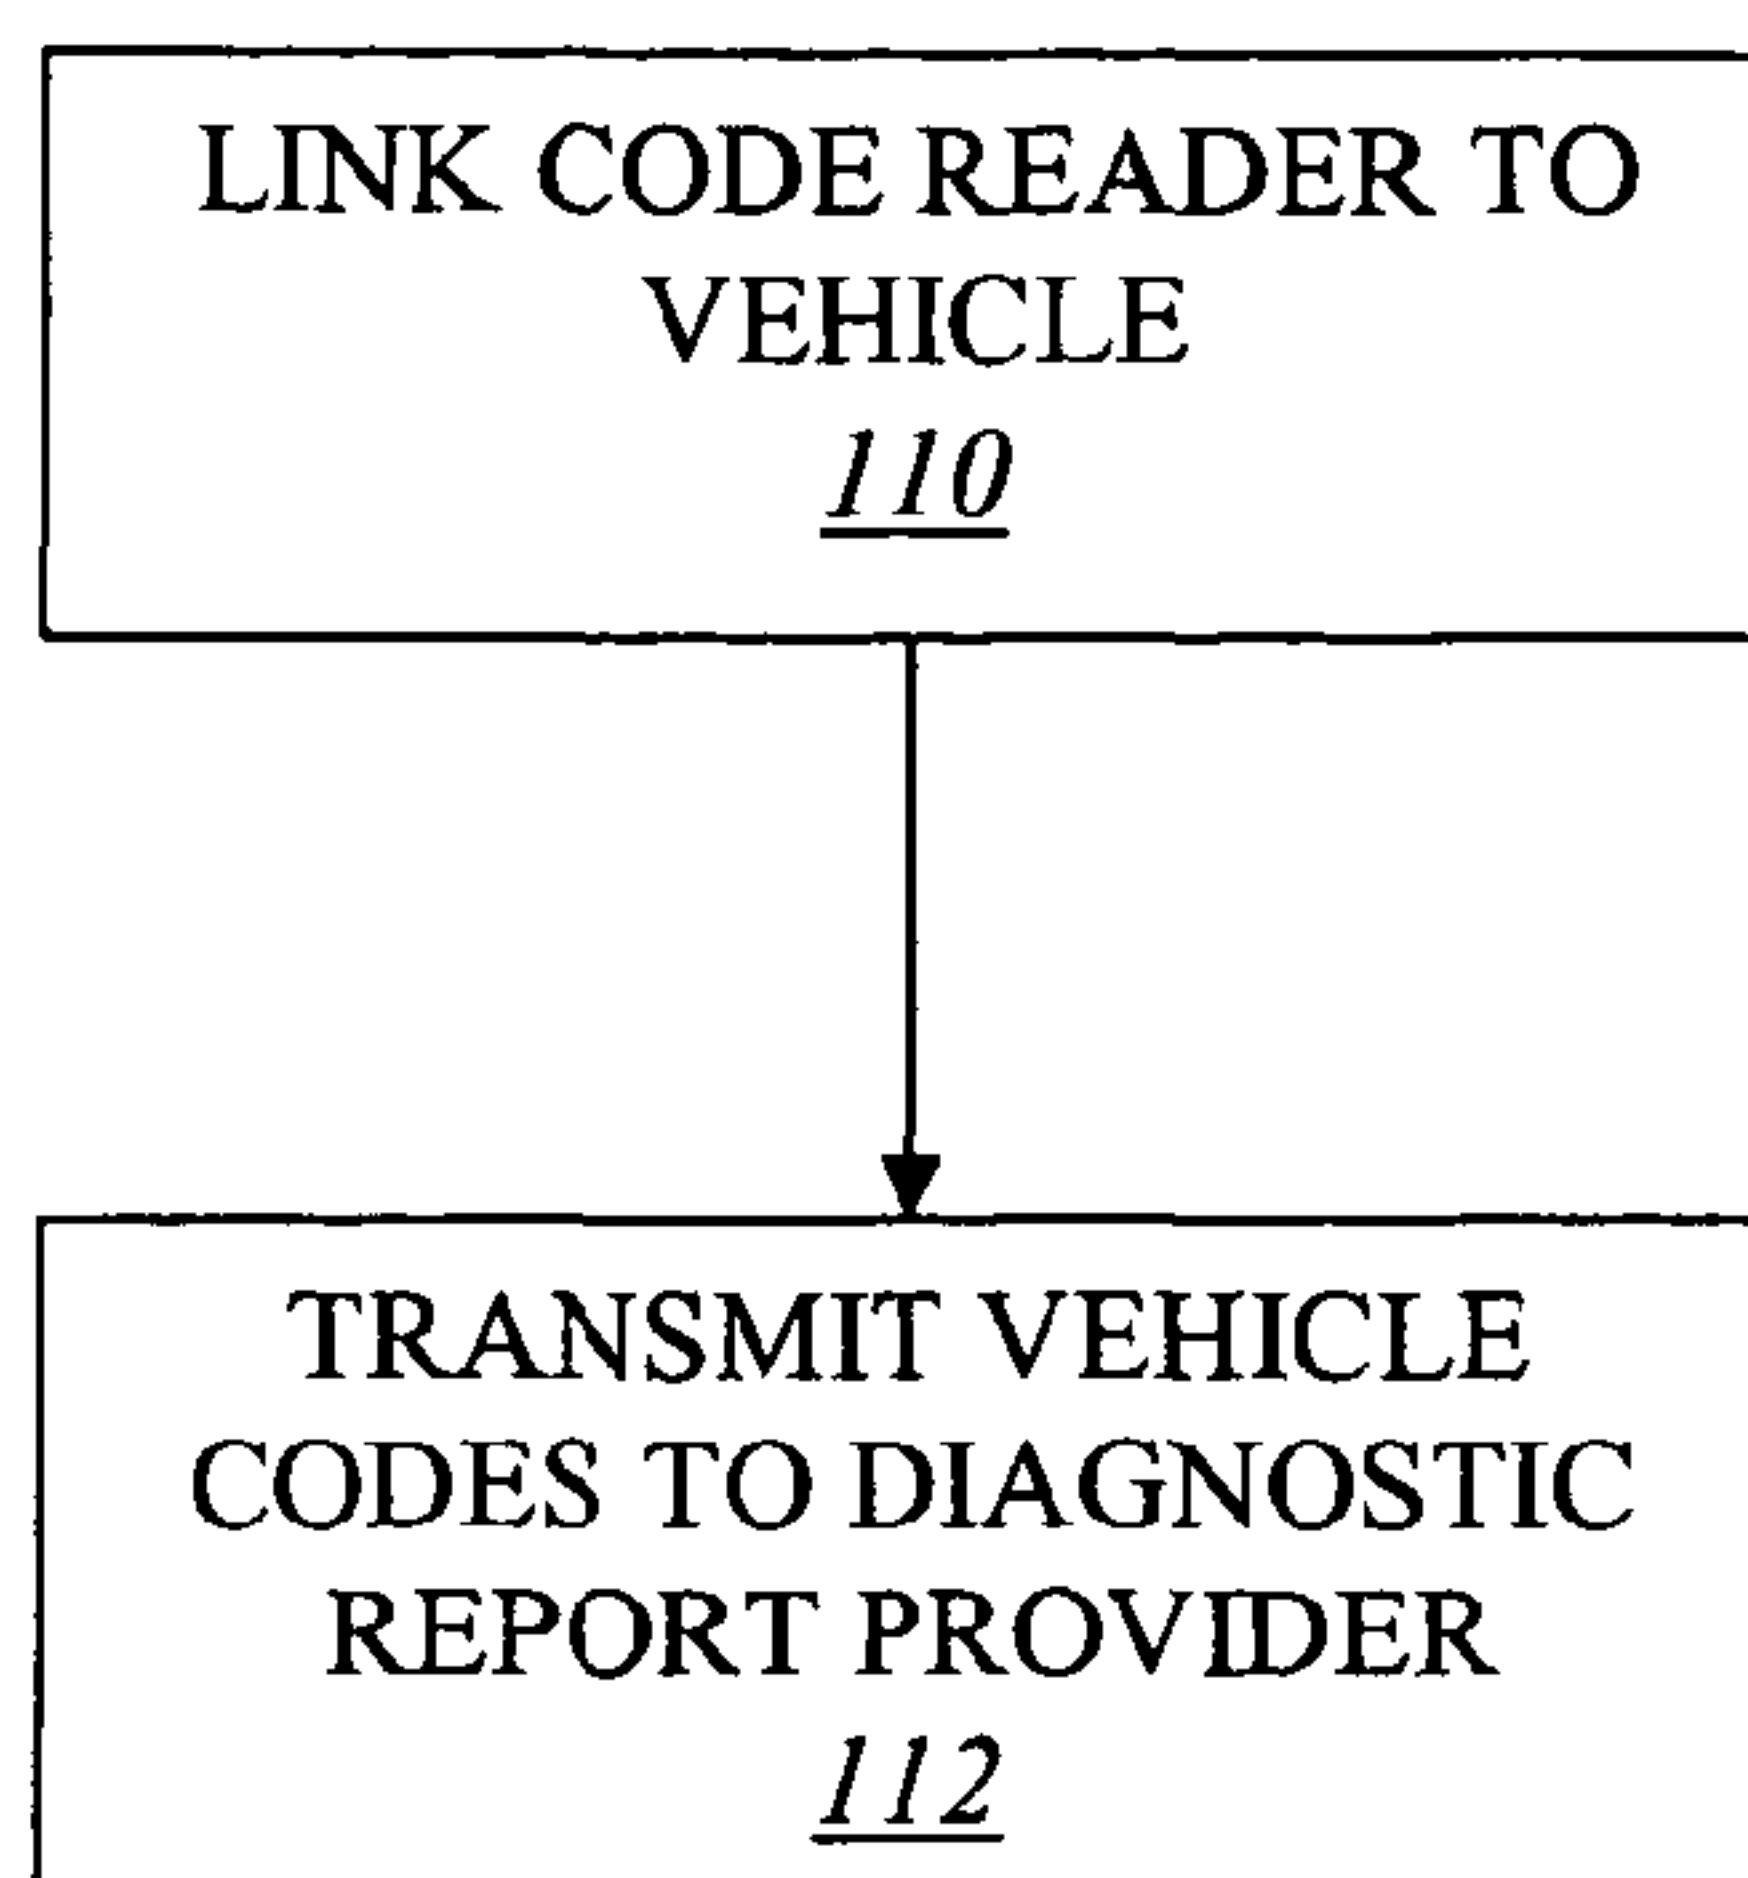 LINK CODE READER TO
VEHICLE
110
TRANSMIT VEHICLE
CODES TO DIAGNOSTIC
REPORT PROVIDER
112